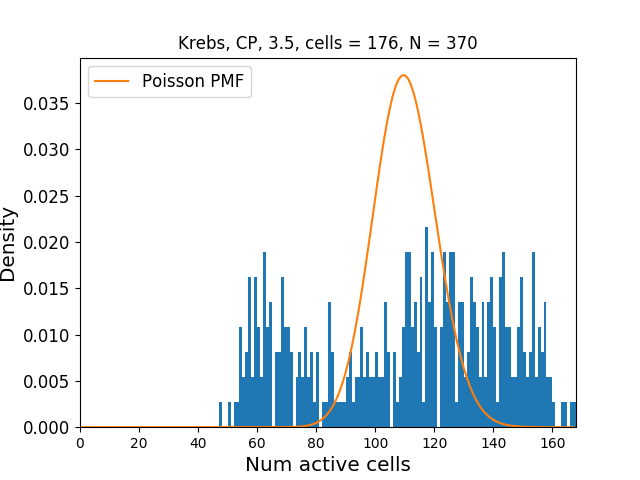 Krebs, CP, 3.5, cells = 176, N = 370
Poisson PMF
0.035
0.030
0.025
0.020
0.015
0.010
0.005
0.000
Density
0 20 40 60 80 100 120 140 160
Num active cells